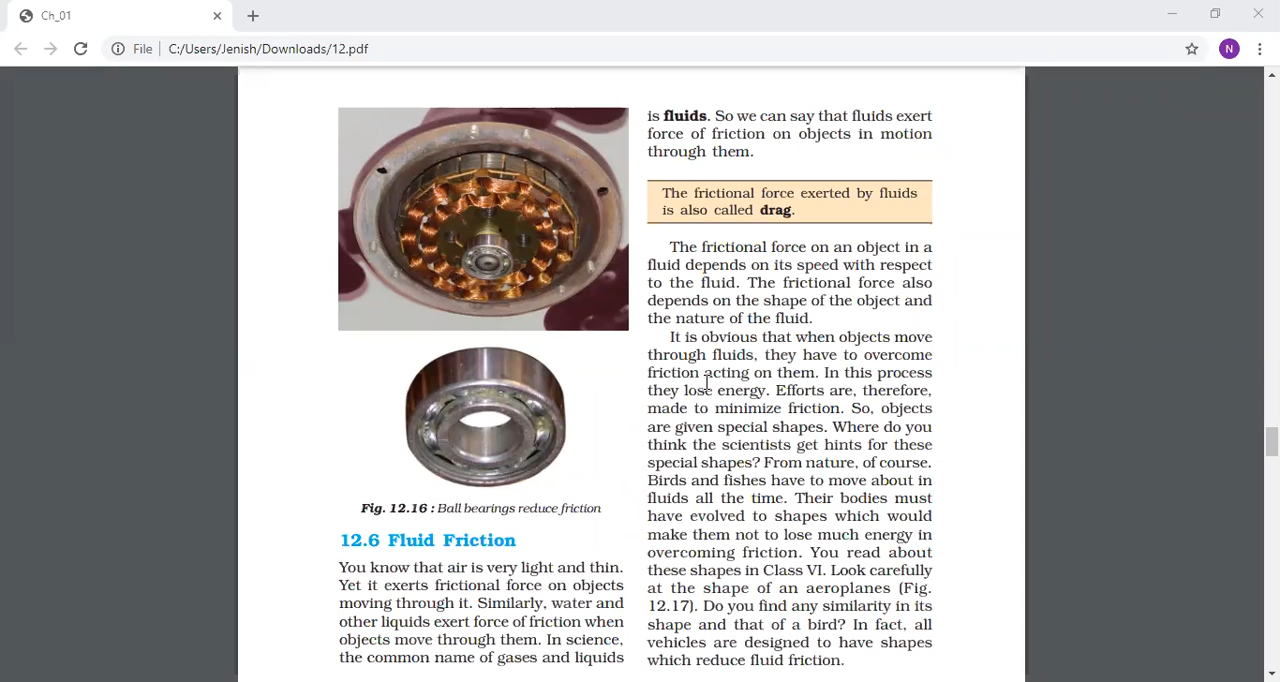 Ch_01
File
C:/Users/Jenish/Downloads/12.pdf
N
Fig. 12.16 : Ball bearings reduce friction
12.6 Fluid Friction
You know that air is very light and thin.
Yet it exerts frictional force on objects
moving through it. Similarly, water and
other liquids exert force of friction when
objects move through them. In science,
the common name of gases and liquids
is fluids. So we can say that fluids exert
force of friction on objects in motion
through them.
The frictional force exerted by fluids
is also called drag.
The frictional force on an object in a
fluid depends on its speed with respect
to the fluid. The frictional force also
depends on the shape of the object and
the nature of the fluid.
It is obvious that when objects move
through fluids, they have to overcome
friction acting on them. In this process
they lose energy. Efforts are, therefore,
made to minimize friction. So, objects
are given special shapes. Where do you
think the scientists get hints for these
special shapes? From nature, of course.
Birds and fishes have to move about in
fluids all the time. Their bodies must
have evolved to shapes which would
make them not to lose much energy in
overcoming friction. You read about
these shapes in Class VI. Look carefully
at the shape of an aeroplanes (Fig.
12.17). Do you find any similarity in its
shape and that of a bird? In fact, all
vehicles are designed to have shapes
which reduce fluid friction.